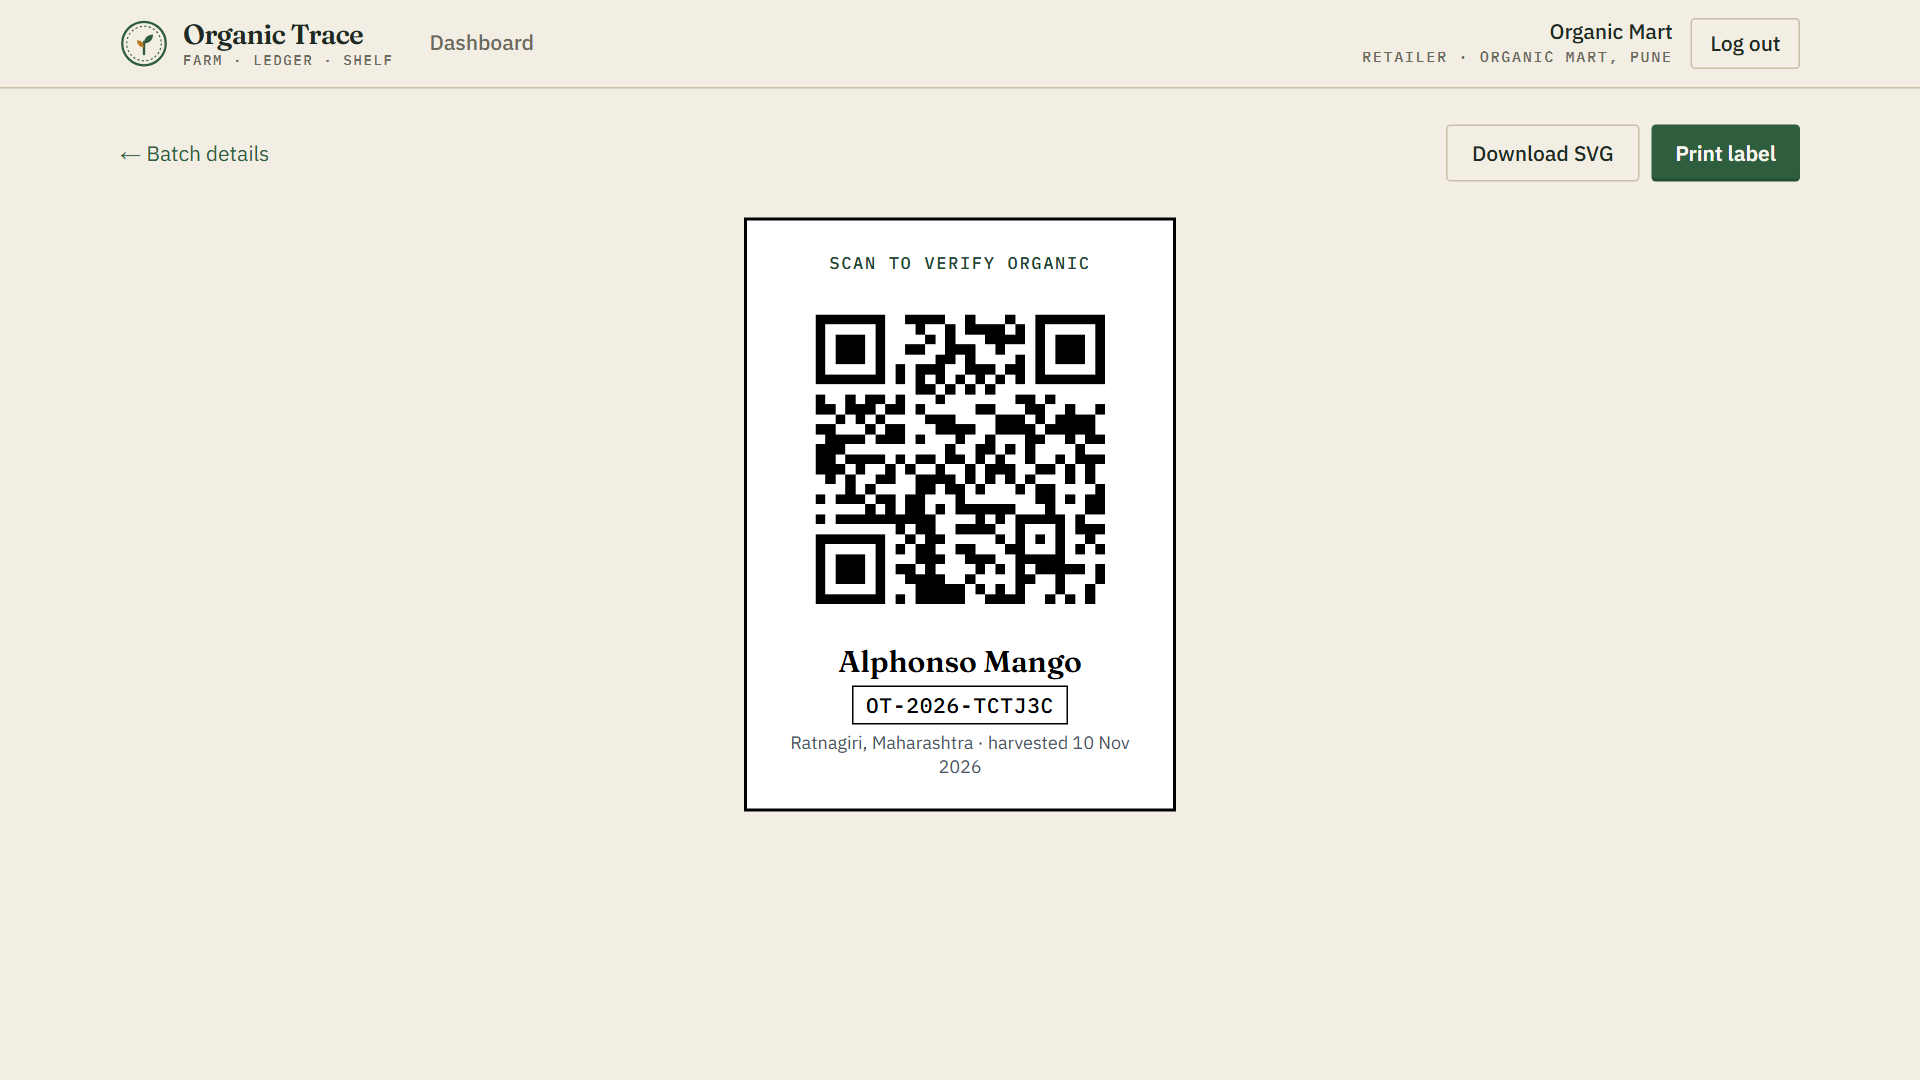 Organic Trace
FARM · LEDGER · SHELF
Dashboard
Organic Mart
RETAILER · ORGANIC MART, PUNE
Log out
← Batch details
Download SVG
Print label
SCAN TO VERIFY ORGANIC
Alphonso Mango
OT-2026-TCTJ3C
Ratnagiri, Maharashtra · harvested 10 Nov
2026